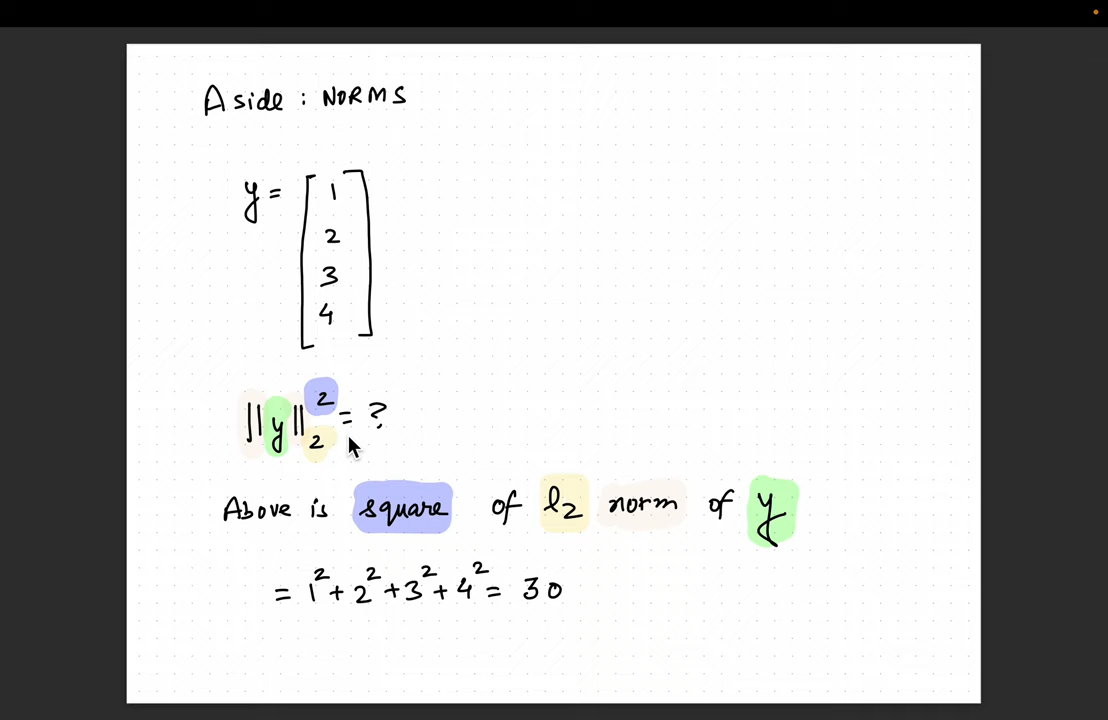 Aside : NORMS
y = [ 1
2
3
4 ]
||y||₂² = ?
Above is square of l₂ norm of y
= 1² + 2² + 3² + 4² = 30